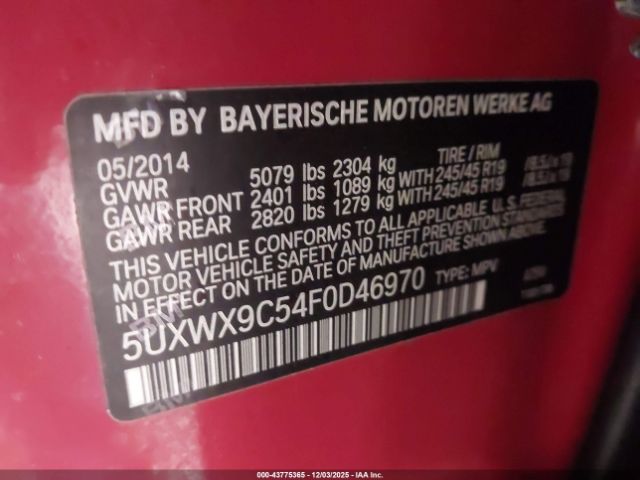 MFD BY BAYERISCHE MOTOREN WERKE AG
05/2014 TIRE / RIM
GVWR 5079 lbs 2304 kg
GAWR FRONT 2401 lbs 1089 kg WITH 245/45 R19
GAWR REAR 2820 lbs 1279 kg WITH 245/45 R19
THIS VEHICLE CONFORMS TO ALL APPLICABLE U.S. FEDERAL
MOTOR VEHICLE SAFETY AND THEFT PREVENTION STANDARDS
IN EFFECT ON THE DATE OF MANUFACTURE SHOWN ABOVE.
5UXWX9C54F0D46970 TYPE: MPV
000-43775365 - 12/03/2025 - IAA Inc.